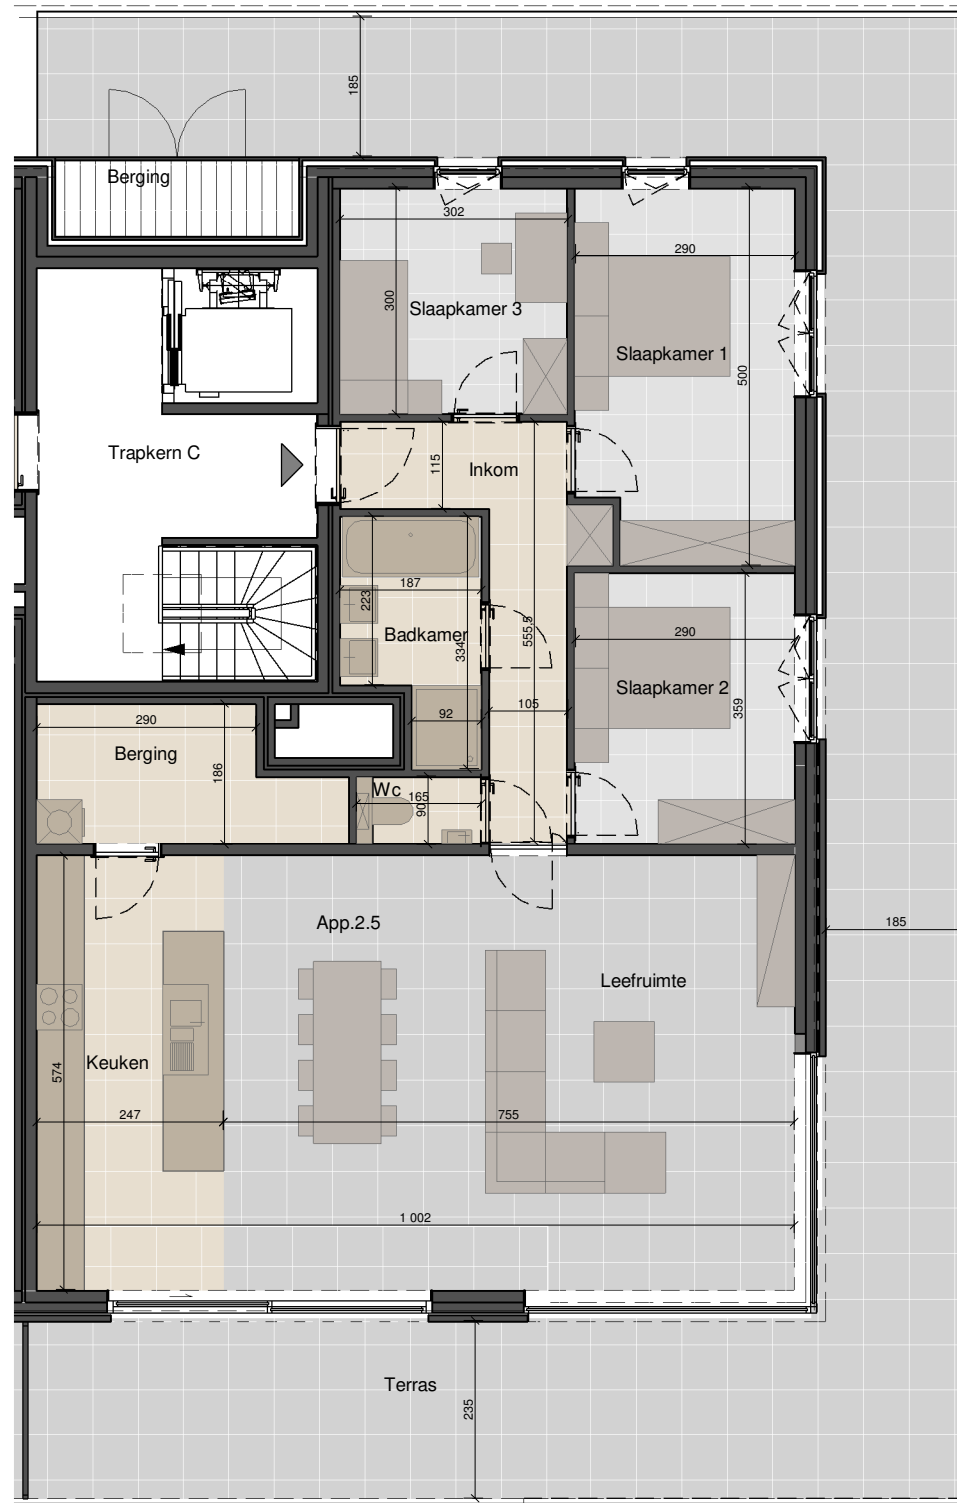 185
Berging
302
290
300
Slaapkamer 3
Slaapkamer 1
500
Trapkern C
115
Inkom
187
223
290
Badkamer
555.5
334
Slaapkamer 2
359
290
92
105
Berging
186
Wc
165
90
App.2.5
185
Leefruimte
Keuken
574
247
755
1 002
Terras
235